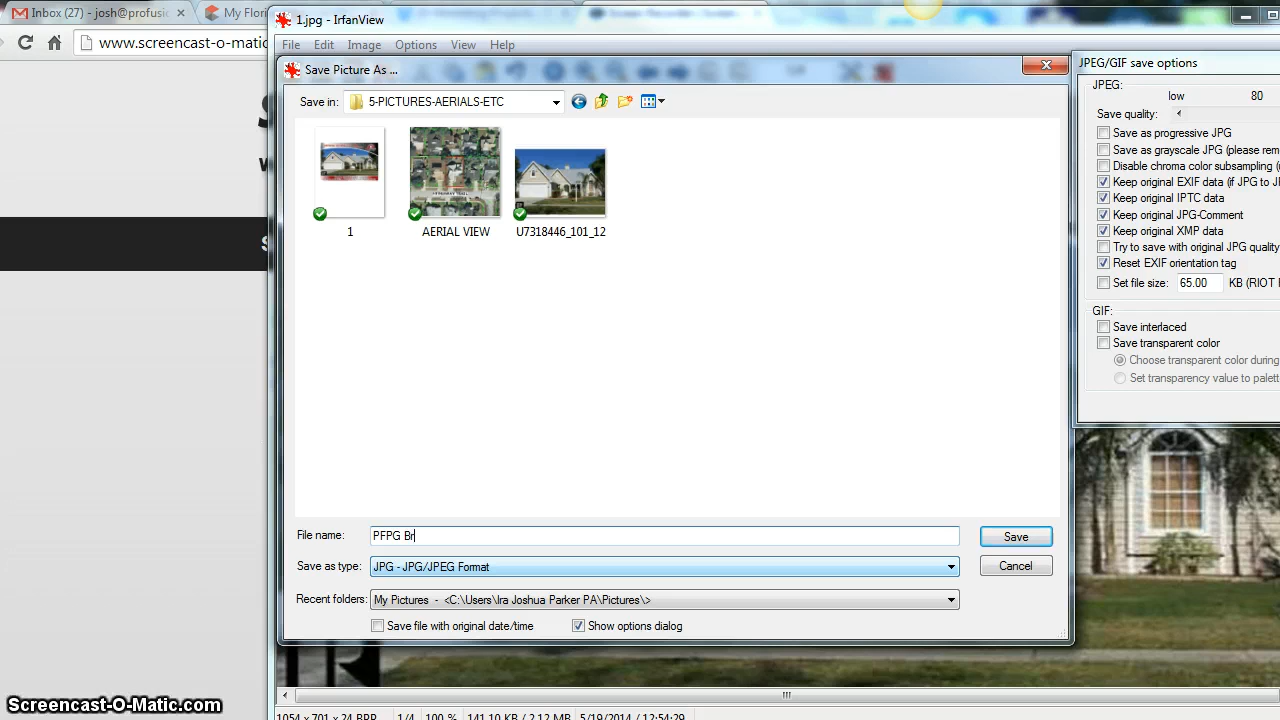 Inbox (27) - josh@profusio
My Flori
www.screencast-o-matic
1.jpg - IrfanView
File Edit Image Options View Help
Save Picture As ...
Save in: 5-PICTURES-AERIALS-ETC
1
AERIAL VIEW
U7318446_101_12
File name: PFPG Br
Save
Save as type: JPG - JPG/JPEG Format
Cancel
Recent folders: My Pictures - <C:\Users\Ira Joshua Parker PA\Pictures\>
Save file with original date/time
Show options dialog
JPEG/GIF save options
JPEG:
low 80
Save quality:
Save as progressive JPG
Save as grayscale JPG (please rem
Disable chroma color subsampling (
Keep original EXIF data (if JPG to J
Keep original IPTC data
Keep original JPG-Comment
Keep original XMP data
Try to save with original JPG quality
Reset EXIF orientation tag
Set file size: 65.00 KB (RIOT
GIF:
Save interlaced
Save transparent color
Choose transparent color during
Set transparency value to palett
1054 x 701 x 24 BPP 1/4 100 % 141.10 KB / 2.12 MB 5/19/2014 / 12:54:29
Screencast-O-Matic.com